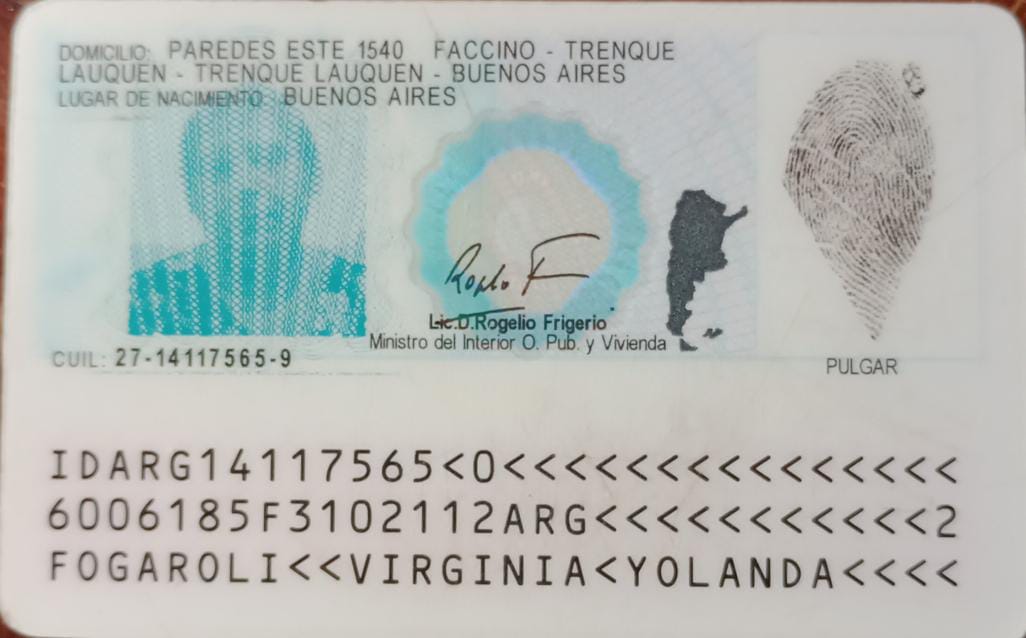 DOMICILIO: PAREDES ESTE 1540 FACCINO - TRENQUE
LAUQUEN - TRENQUE LAUQUEN - BUENOS AIRES
LUGAR DE NACIMIENTO: BUENOS AIRES
Lic.D.Rogelio Frigerio
Ministro del Interior O. Pub. y Vivienda
CUIL: 27-14117565-9
PULGAR
IDARG14117565<0<<<<<<<<<<<<<<<
6006185F3102112ARG<<<<<<<<<<<2
FOGAROLI<<VIRGINIA<YOLANDA<<<<